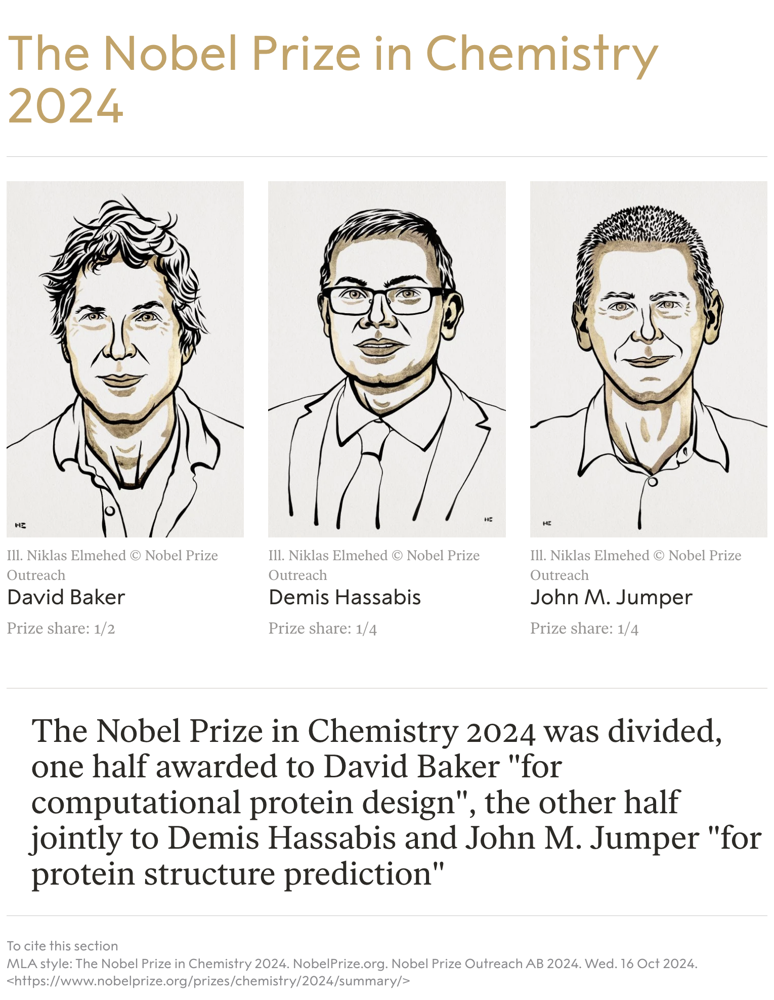 The Nobel Prize in Chemistry
2024
HE
HE
HE
Ill. Niklas Elmehed © Nobel Prize
Outreach
David Baker
Prize share: 1/2
Ill. Niklas Elmehed © Nobel Prize
Outreach
Demis Hassabis
Prize share: 1/4
Ill. Niklas Elmehed © Nobel Prize
Outreach
John M. Jumper
Prize share: 1/4
The Nobel Prize in Chemistry 2024 was divided,
one half awarded to David Baker "for
computational protein design", the other half
jointly to Demis Hassabis and John M. Jumper "for
protein structure prediction"
To cite this section
MLA style: The Nobel Prize in Chemistry 2024. NobelPrize.org. Nobel Prize Outreach AB 2024. Wed. 16 Oct 2024.
<https://www.nobelprize.org/prizes/chemistry/2024/summary/>